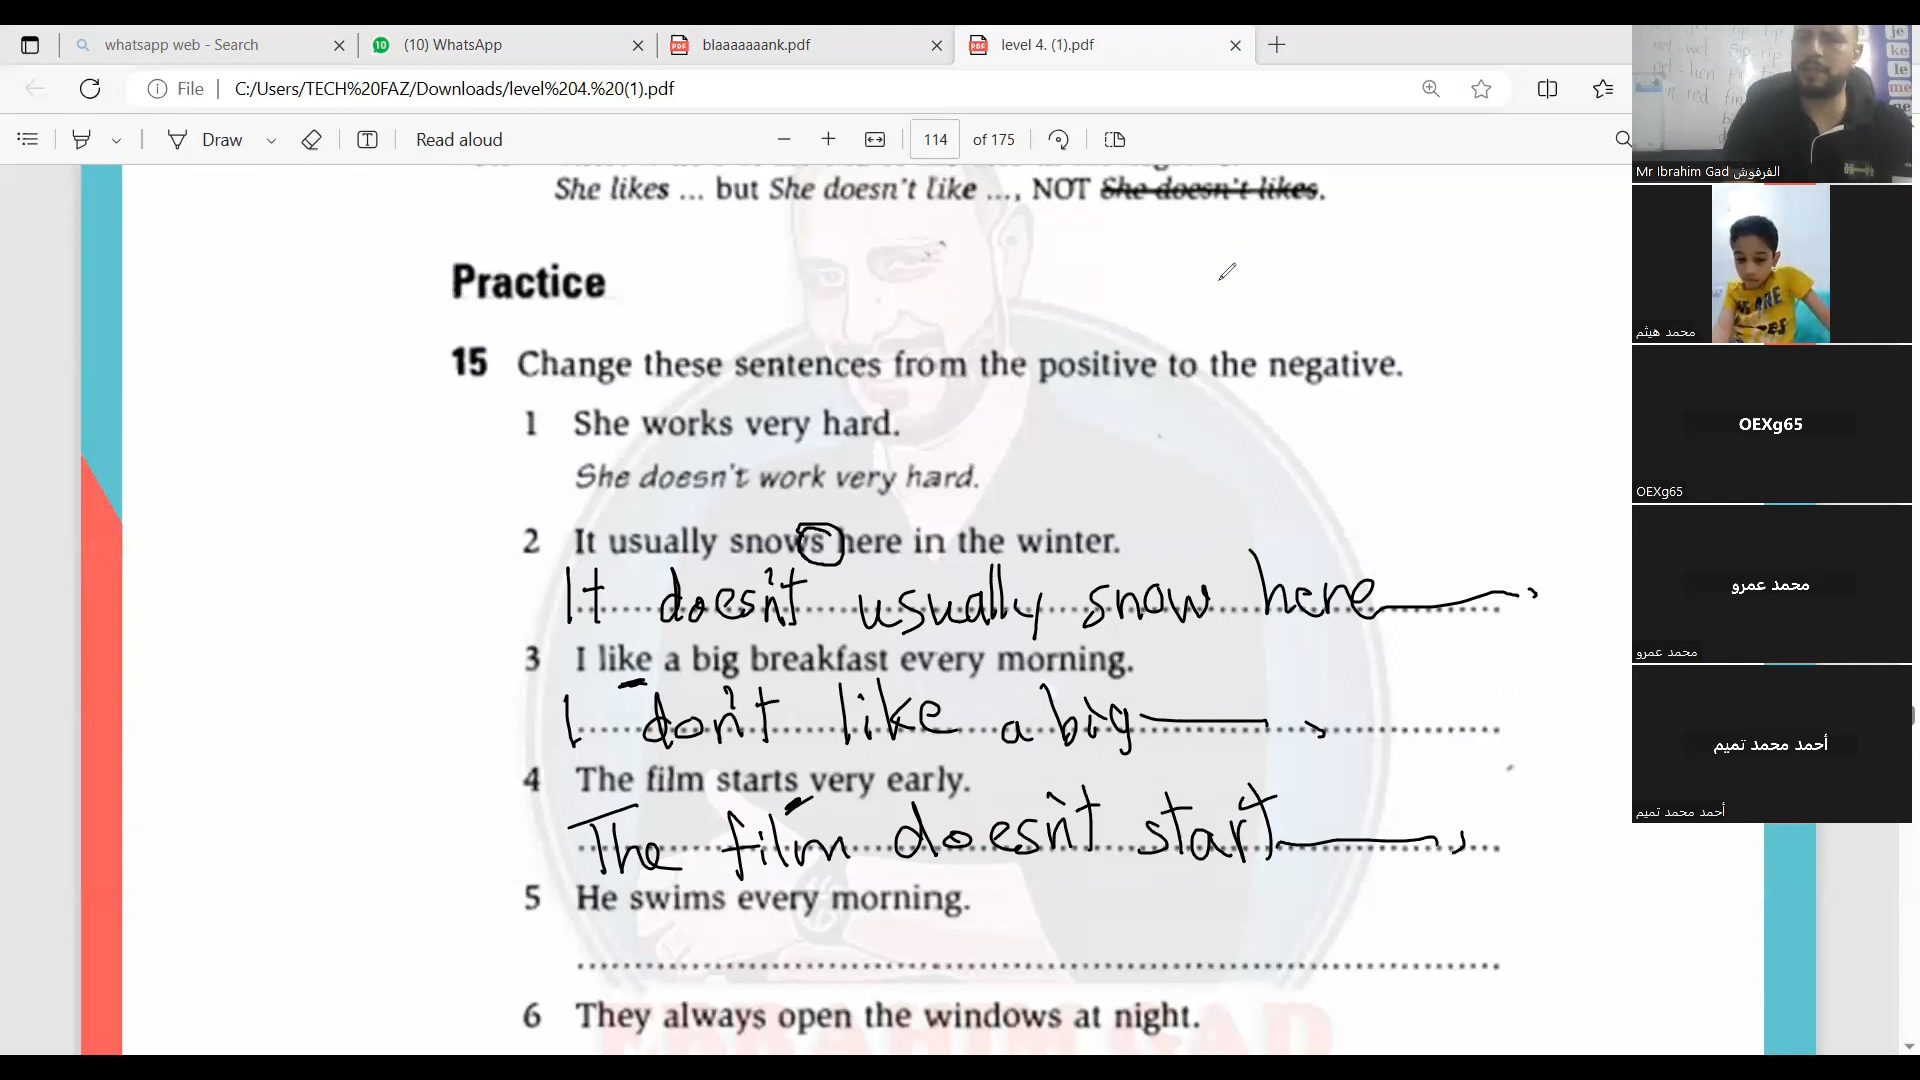 whatsapp web - Search
(10) WhatsApp
blaaaaaaank.pdf
level 4. (1).pdf
File
C:/Users/TECH%20FAZ/Downloads/level%204.%20(1).pdf
Draw
Read aloud
114 of 175
She likes ... but She doesn't like ..., NOT She doesn't likes.
Practice
15 Change these sentences from the positive to the negative.
1 She works very hard.
She doesn't work very hard.
2 It usually snows here in the winter.
It doesn't usually snow here
3 I like a big breakfast every morning.
I don't like a big
4 The film starts very early.
The film doesn't start
5 He swims every morning.
6 They always open the windows at night.
Mr Ibrahim Gad الفرفوش
محمد هيثم
OEXg65
OEXg65
محمد عمرو
محمد عمرو
أحمد محمد تميم
أحمد محمد تميم